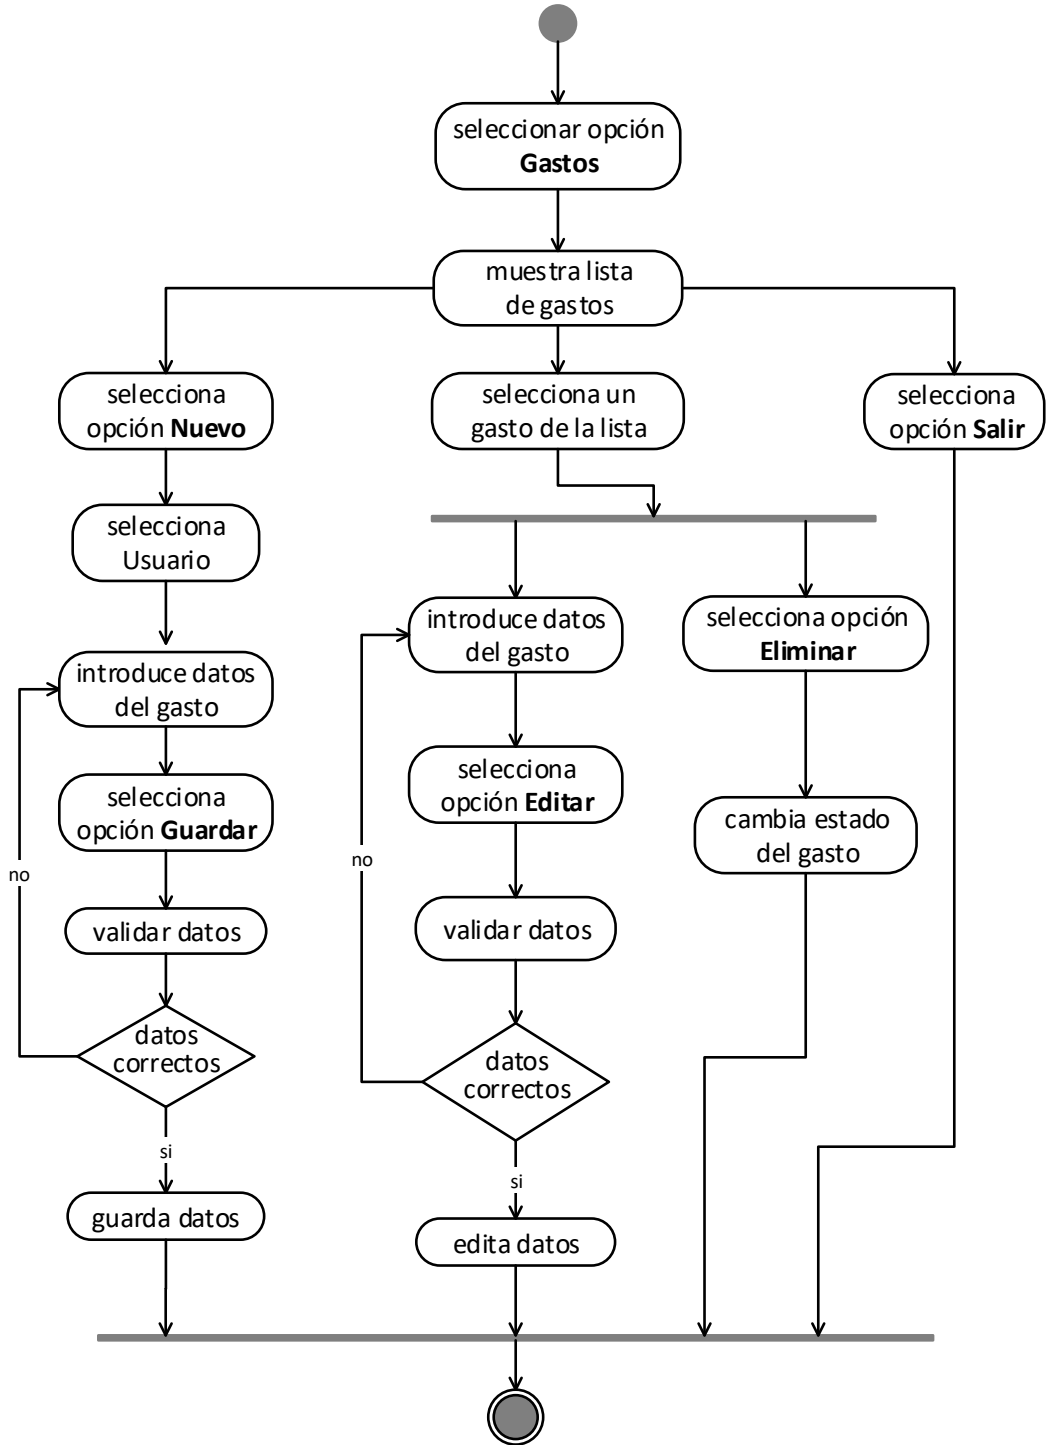 seleccionar opción
Gastos
muestra lista
de gastos
selecciona
opción Nuevo
selecciona un
gasto de la lista
selecciona
opción Salir
selecciona
Usuario
introduce datos
del gasto
selecciona opción
Eliminar
introduce datos
del gasto
selecciona
opción Editar
selecciona
opción Guardar
cambia estado
del gasto
no
no
validar datos
validar datos
datos
correctos
datos
correctos
si
si
guarda datos
edita datos